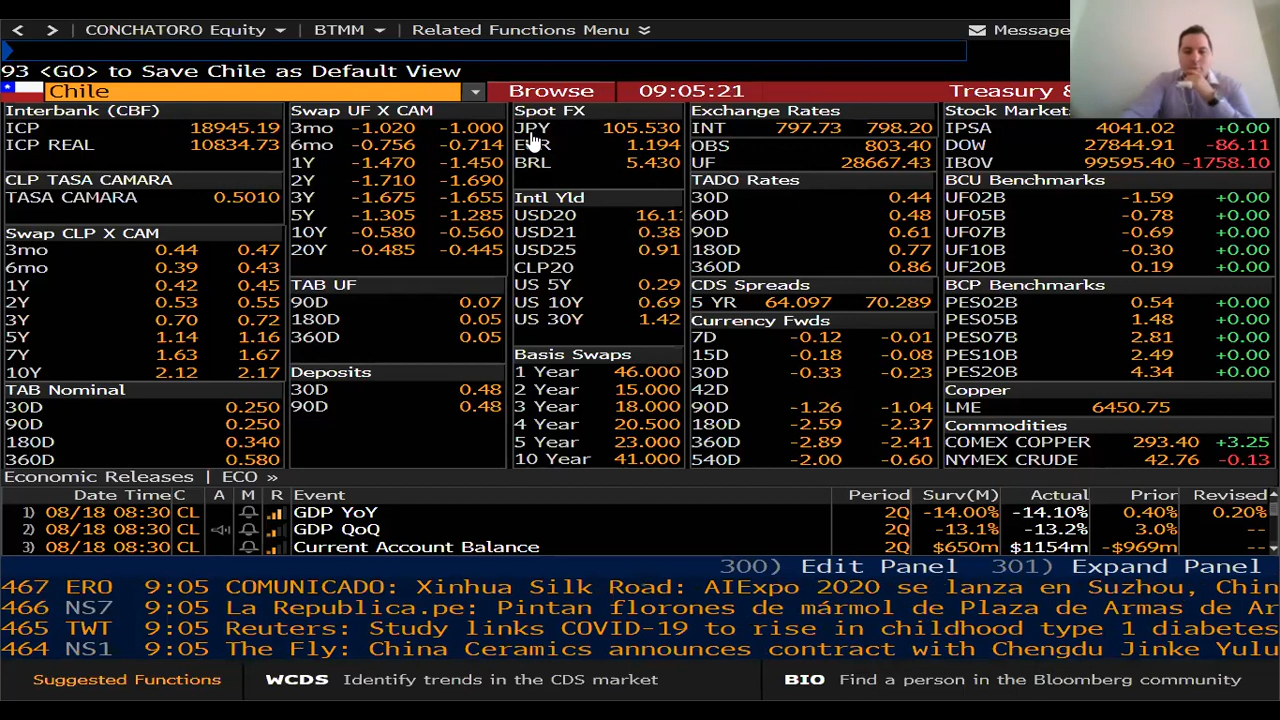 < > CONCHATORO Equity BTMM Related Functions Menu Message
93 <GO> to Save Chile as Default View
Chile Browse 09:05:21 Treasury &
Interbank (CBF)
ICP 18945.19
ICP REAL 10834.73
CLP TASA CAMARA
TASA CAMARA 0.5010
Swap CLP X CAM
3mo 0.44 0.47
6mo 0.39 0.43
1Y 0.42 0.45
2Y 0.53 0.55
3Y 0.70 0.72
5Y 1.14 1.16
7Y 1.63 1.67
10Y 2.12 2.17
TAB Nominal
30D 0.250
90D 0.250
180D 0.340
360D 0.580
Swap UF X CAM
3mo -1.020 -1.000
6mo -0.756 -0.714
1Y -1.470 -1.450
2Y -1.710 -1.690
3Y -1.675 -1.655
5Y -1.305 -1.285
10Y -0.580 -0.560
20Y -0.485 -0.445
TAB UF
90D 0.07
180D 0.05
360D 0.05
Deposits
30D 0.48
90D 0.48
Spot FX
JPY 105.530
EUR 1.194
BRL 5.430
Intl Yld
USD20 16.11
USD21 0.38
USD25 0.91
CLP20
US 5Y 0.29
US 10Y 0.69
US 30Y 1.42
Basis Swaps
1 Year 46.000
2 Year 15.000
3 Year 18.000
4 Year 20.500
5 Year 23.000
10 Year 41.000
Exchange Rates
INT 797.73 798.20
OBS 803.40
UF 28667.43
TADO Rates
30D 0.44
60D 0.48
90D 0.61
180D 0.77
360D 0.86
CDS Spreads
5 YR 64.097 70.289
Currency Fwds
7D -0.12 -0.01
15D -0.18 -0.08
30D -0.33 -0.23
42D
90D -1.26 -1.04
180D -2.59 -2.37
360D -2.89 -2.41
540D -2.00 -0.60
Stock Market
IPSA 4041.02 +0.00
DOW 27844.91 -86.11
IBOV 99595.40 -1758.10
BCU Benchmarks
UF02B -1.59 +0.00
UF05B -0.78 +0.00
UF07B -0.69 +0.00
UF10B -0.30 +0.00
UF20B 0.19 +0.00
BCP Benchmarks
PES02B 0.54 +0.00
PES05B 1.48 +0.00
PES07B 2.81 +0.00
PES10B 2.49 +0.00
PES20B 4.34 +0.00
Copper
LME 6450.75
Commodities
COMEX COPPER 293.40 +3.25
NYMEX CRUDE 42.76 -0.13
Economic Releases | ECO »
Date Time C A M R Event Period Surv(M) Actual Prior Revised
1) 08/18 08:30 CL GDP YoY 2Q -14.00% -14.10% 0.40% 0.20%
2) 08/18 08:30 CL GDP QoQ 2Q -13.1% -13.2% 3.0% --
3) 08/18 08:30 CL Current Account Balance 2Q $650m $1154m -$969m --
300) Edit Panel 301) Expand Panel
467 ERO 9:05 COMUNICADO: Xinhua Silk Road: AIExpo 2020 se lanza en Suzhou, Chin
466 NS7 9:05 La Republica.pe: Pintan florones de mármol de Plaza de Armas de Ar
465 TWT 9:05 Reuters: Study links COVID-19 to rise in childhood type 1 diabetes
464 NS1 9:05 The Fly: China Ceramics announces contract with Chengdu Jinke Yulu
Suggested Functions WCDS Identify trends in the CDS market BIO Find a person in the Bloomberg community